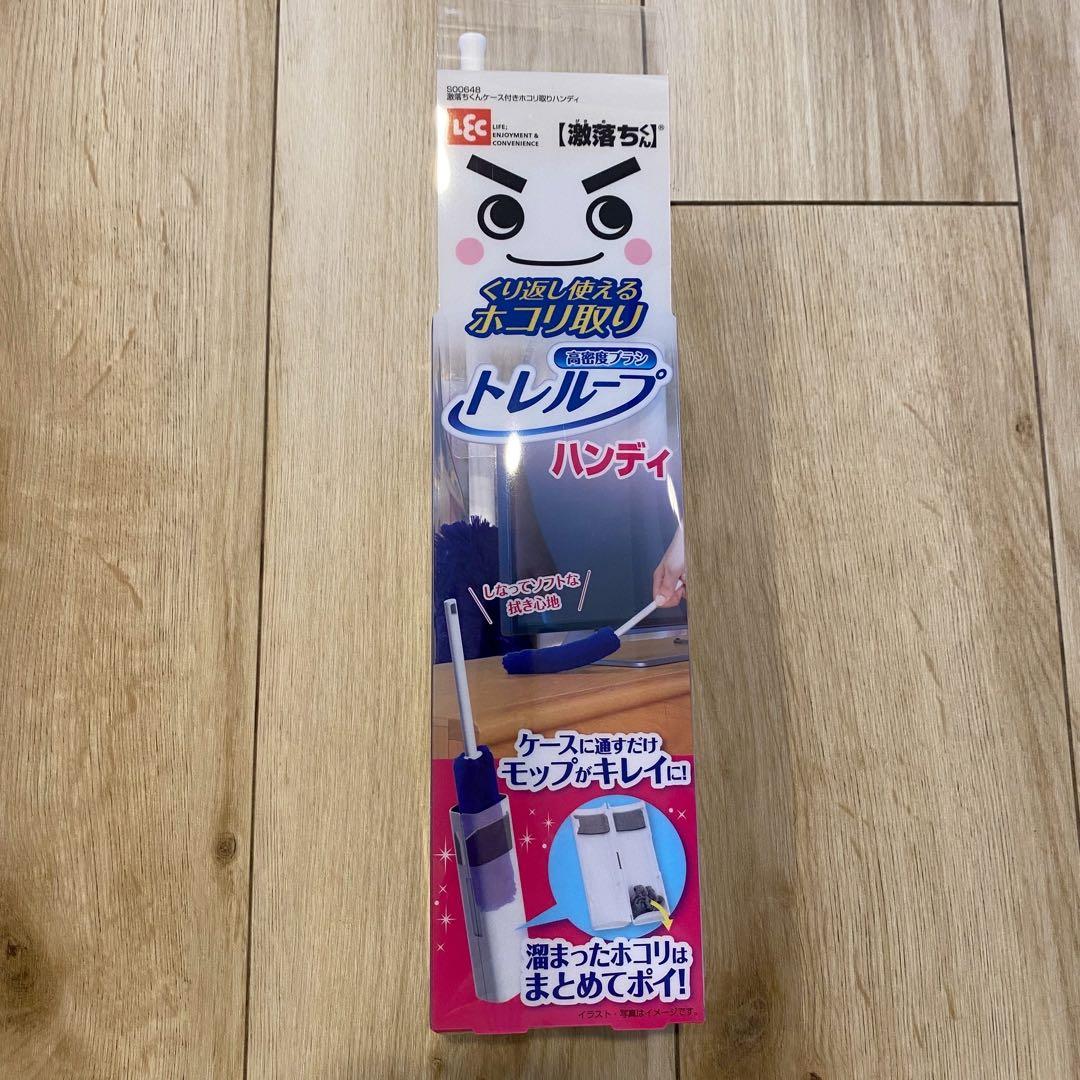 S00648
激落ちくんケース付きホコリ取りハンディ
LEC
LIFE;
ENJOYMENT &
CONVENIENCE
【激落ちくん】®
げきお
くり返し使える
ホコリ取り
高密度ブラシ
トレループ
ハンディ
しなってソフトな
拭き心地
ケースに通すだけ
モップがキレイに!
溜まったホコリは
まとめてポイ!
イラスト・写真はイメージです。